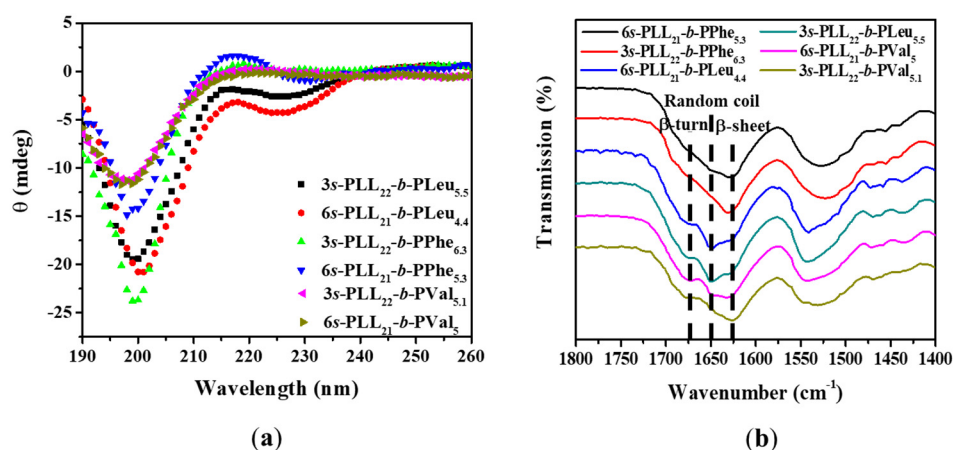 5
0
-5
-10
-15
-20
-25
θ (mdeg)
3s-PLL22-b-PLeu5.5
6s-PLL21-b-PLeu4.4
3s-PLL22-b-PPhe6.3
6s-PLL21-b-PPhe5.3
3s-PLL22-b-PVal5.1
6s-PLL21-b-PVal5
190 200 210 220 230 240 250 260
Wavelength (nm)
(a)
6s-PLL21-b-PPhe5.3
3s-PLL22-b-PPhe6.3
6s-PLL21-b-PLeu4.4
3s-PLL22-b-PLeu5.5
6s-PLL21-b-PVal5
3s-PLL22-b-PVal5.1
Random coil
β-turn β-sheet
Transmission (%)
1800 1750 1700 1650 1600 1550 1500 1450 1400
Wavenumber (cm-1)
(b)